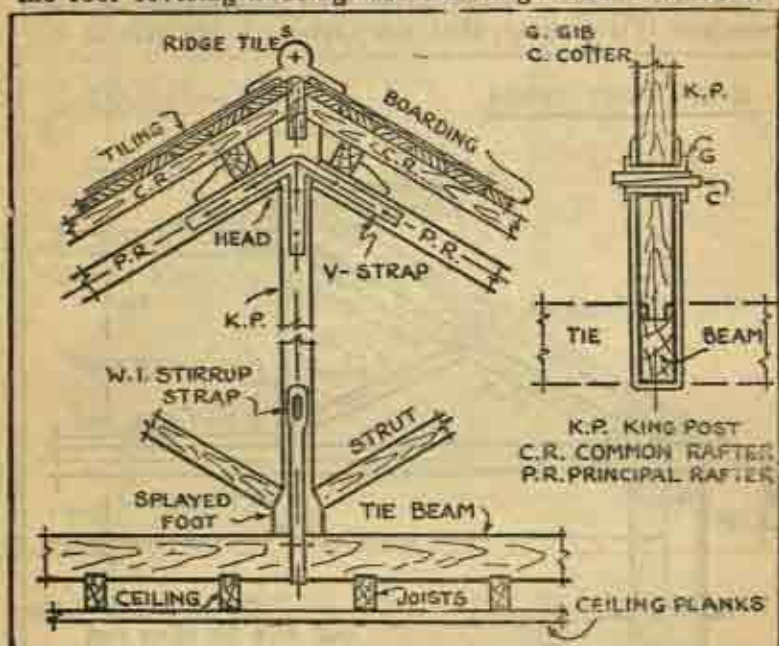 RIDGE TILES
TILING
BOARDING
C.R.
C.R.
P.R.
P.R.
HEAD
V-STRAP
K.P.
W.I. STIRRUP
STRAP
STRUT
SPLAYED
FOOT
TIE BEAM
CEILING
JOISTS
CEILING PLANKS
G. GIB
C. COTTER
K.P.
G
C
TIE
BEAM
K.P. KING POST
C.R. COMMON RAFTER
P.R. PRINCIPAL RAFTER